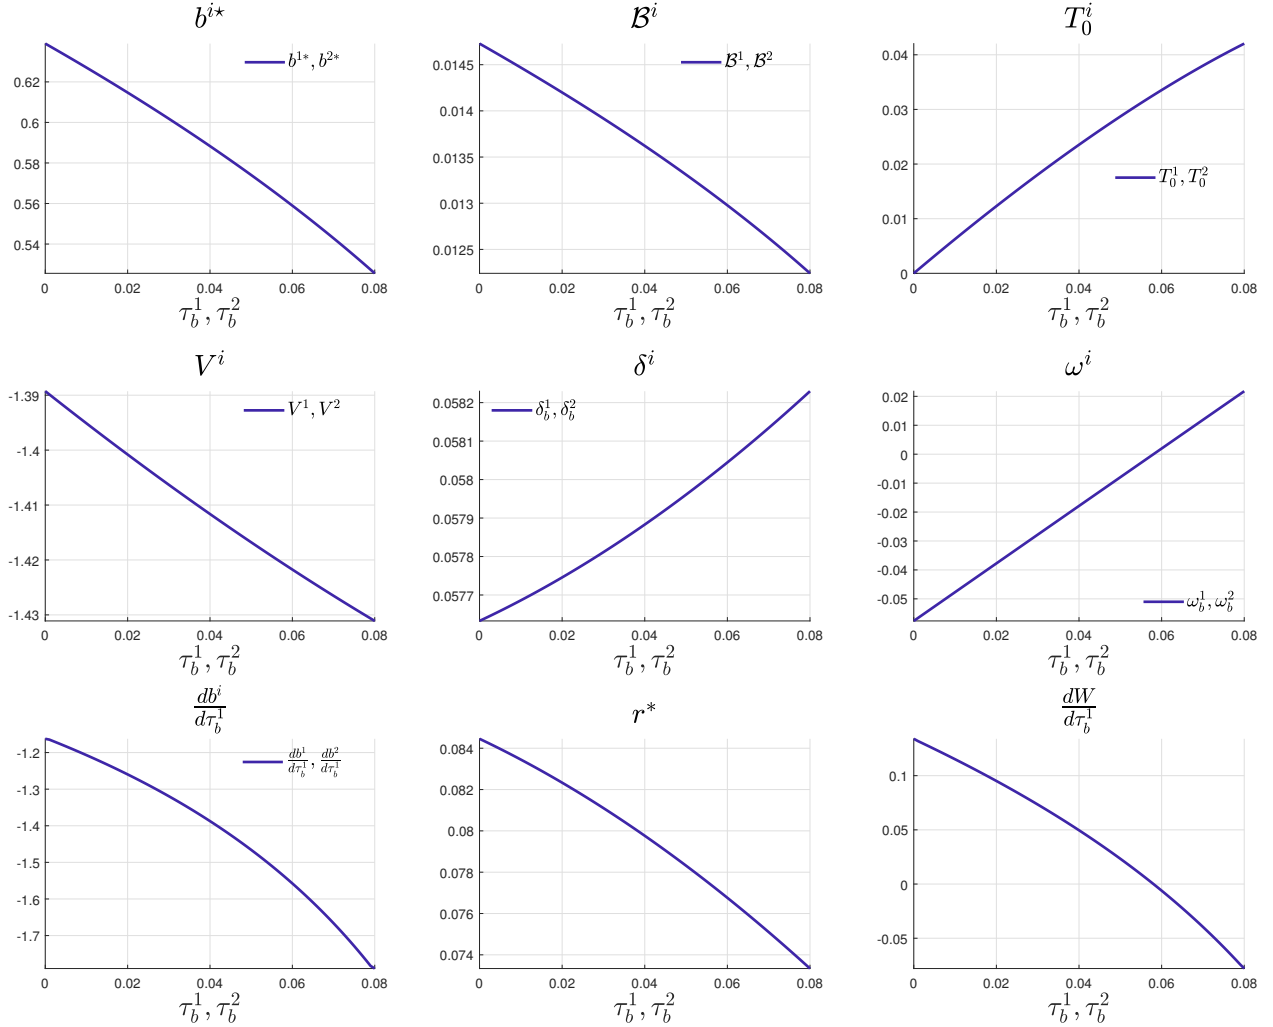 b^{i⋆}
b^{1*}, b^{2*}
0.62
0.6
0.58
0.56
0.54
0 0.02 0.04 0.06 0.08
τ_b^1, τ_b^2
ℬ^i
ℬ^1, ℬ^2
0.0145
0.014
0.0135
0.013
0.0125
0 0.02 0.04 0.06 0.08
τ_b^1, τ_b^2
T_0^i
T_0^1, T_0^2
0.04
0.03
0.02
0.01
0
0 0.02 0.04 0.06 0.08
τ_b^1, τ_b^2
V^i
V^1, V^2
-1.39
-1.4
-1.41
-1.42
-1.43
0 0.02 0.04 0.06 0.08
τ_b^1, τ_b^2
δ^i
δ_b^1, δ_b^2
0.0582
0.0581
0.058
0.0579
0.0578
0.0577
0 0.02 0.04 0.06 0.08
τ_b^1, τ_b^2
ω^i
ω_b^1, ω_b^2
0.02
0.01
0
-0.01
-0.02
-0.03
-0.04
-0.05
0 0.02 0.04 0.06 0.08
τ_b^1, τ_b^2
\frac{db^i}{dτ_b^1}
\frac{db^1}{dτ_b^1}, \frac{db^2}{dτ_b^1}
-1.2
-1.3
-1.4
-1.5
-1.6
-1.7
0 0.02 0.04 0.06 0.08
τ_b^1, τ_b^2
r^*
0.084
0.082
0.08
0.078
0.076
0.074
0 0.02 0.04 0.06 0.08
τ_b^1, τ_b^2
\frac{dW}{dτ_b^1}
0.1
0.05
0
-0.05
0 0.02 0.04 0.06 0.08
τ_b^1, τ_b^2